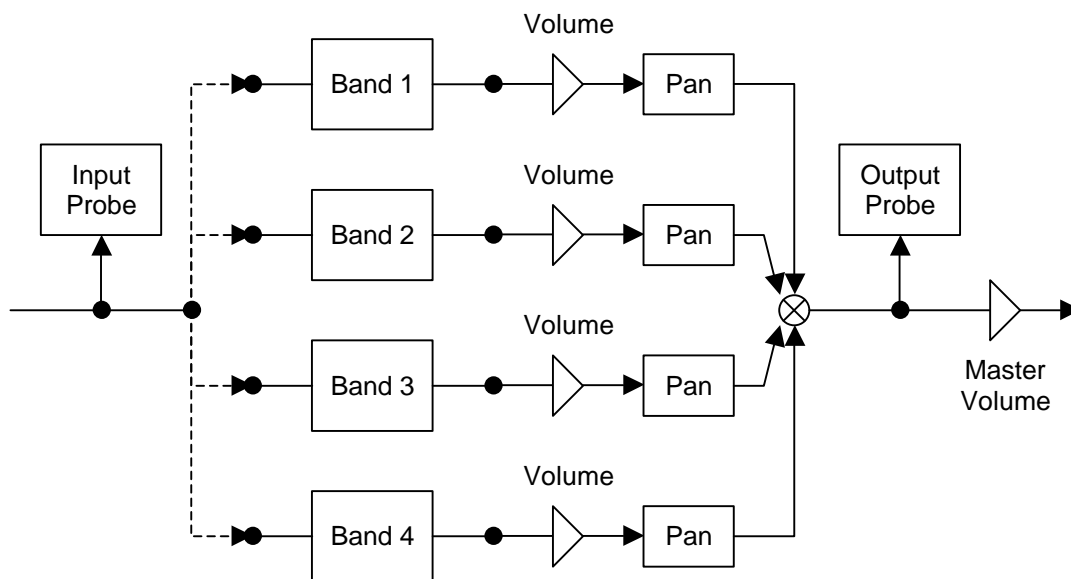 Volume
Band 1
Pan
Input
Probe
Volume
Band 2
Pan
Output
Probe
Volume
Band 3
Pan
Master
Volume
Volume
Band 4
Pan